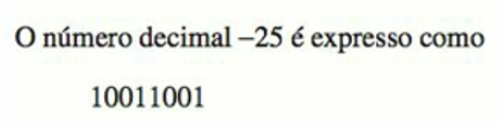 O número decimal –25 é expresso como
10011001